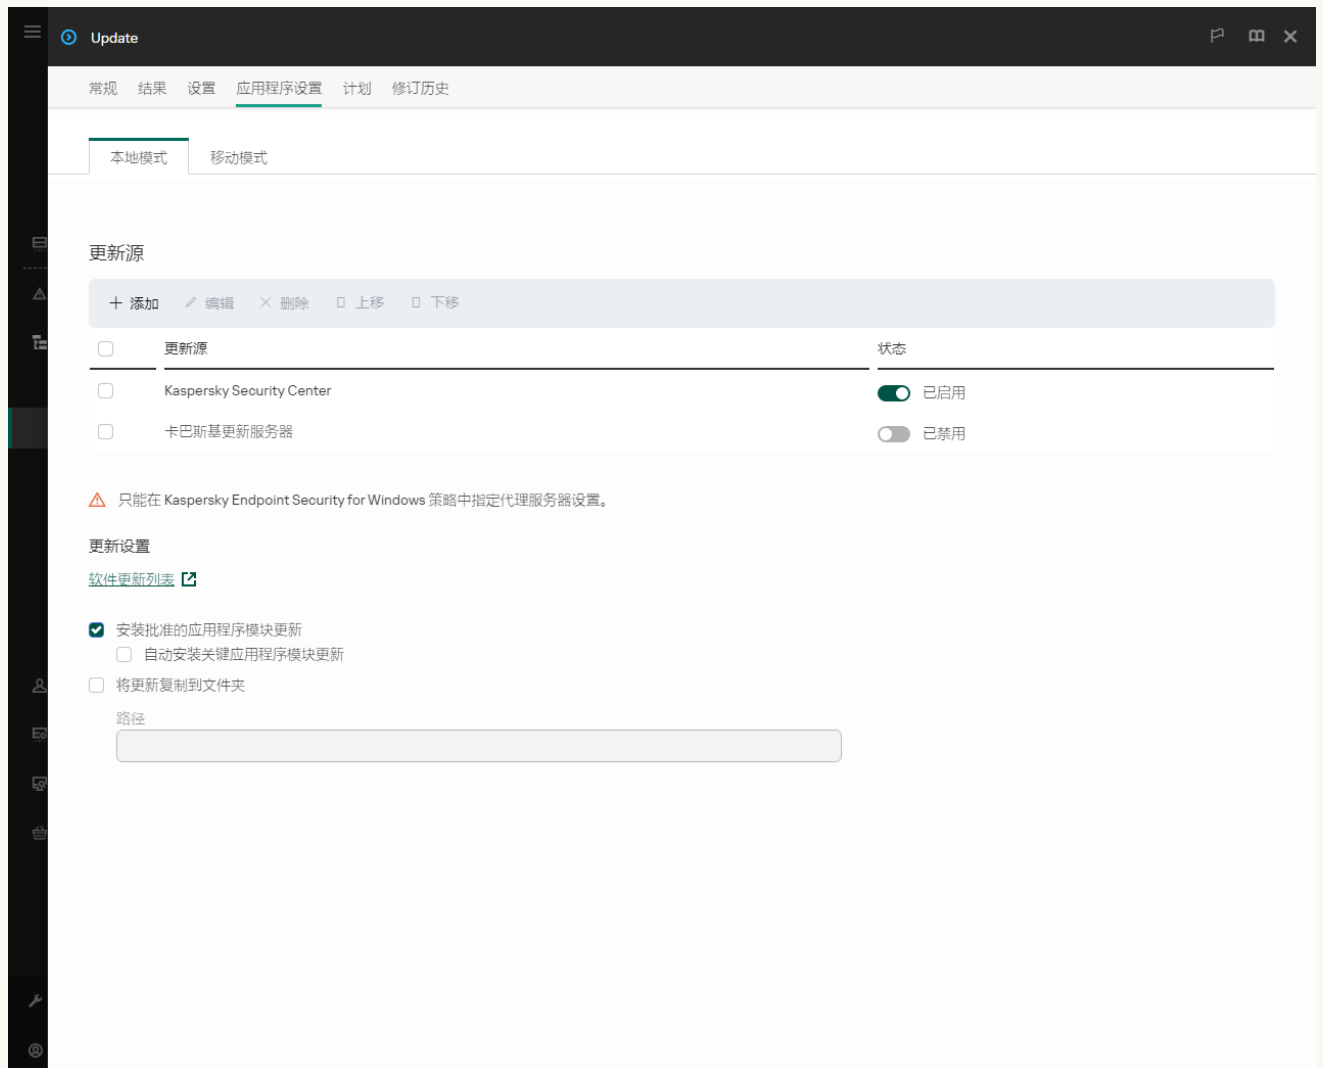 Update
常规 结果 设置 应用程序设置 计划 修订历史
本地模式 移动模式
更新源
添加 编辑 删除 上移 下移
更新源 状态
Kaspersky Security Center 已启用
卡巴斯基更新服务器 已禁用
只能在 Kaspersky Endpoint Security for Windows 策略中指定代理服务器设置。
更新设置
软件更新列表
安装批准的应用程序模块更新
自动安装关键应用程序模块更新
将更新复制到文件夹
路径